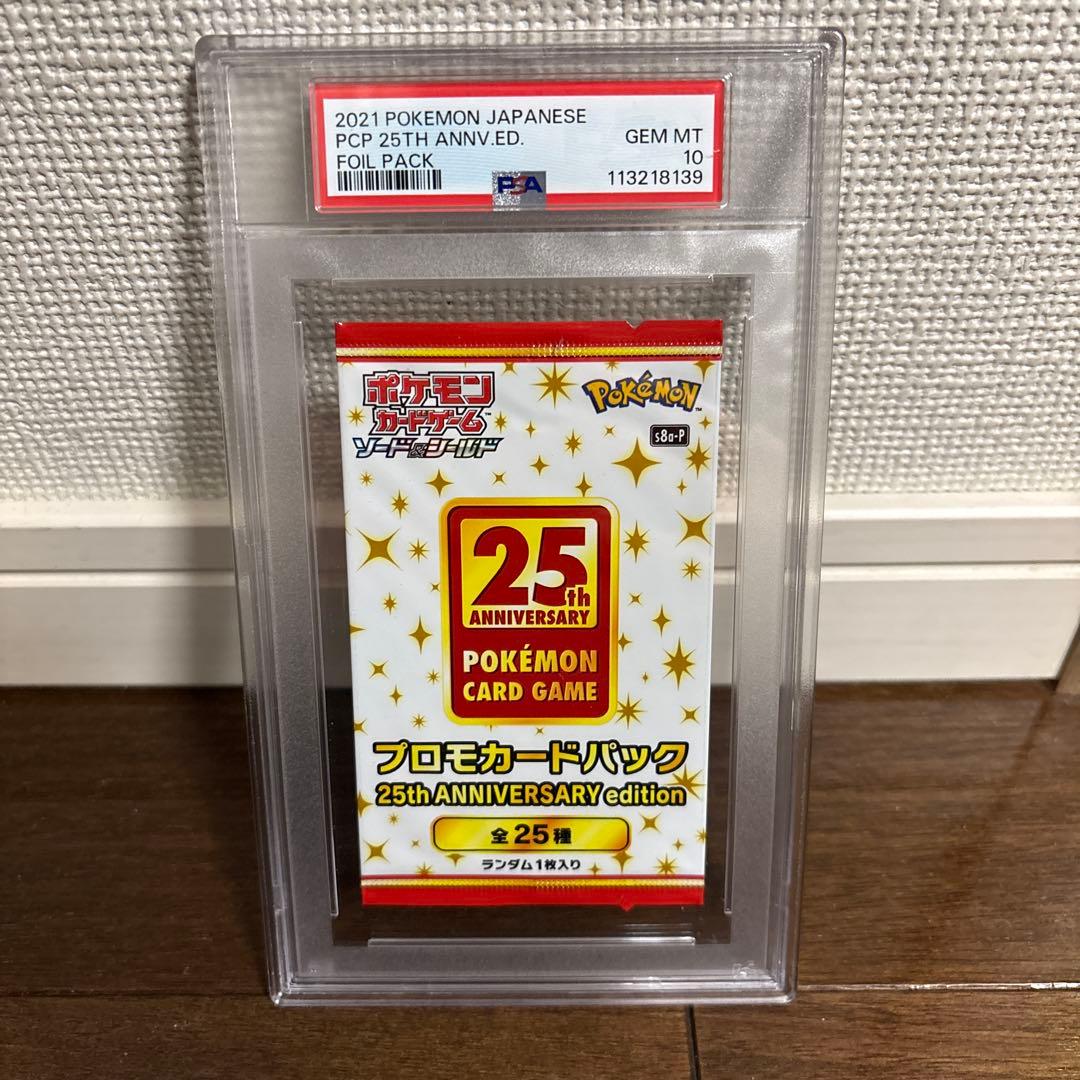 2021 POKEMON JAPANESE
PCP 25TH ANNV.ED.
GEM MT
FOIL PACK
10
113218139
PSA
ポケモン
カードゲーム
ソード&シールド
Pokémon
TM
s8a-P
25th
ANNIVERSARY
POKÉMON
CARD GAME
プロモカードパック
25th ANNIVERSARY edition
全25種
ランダム1枚入り